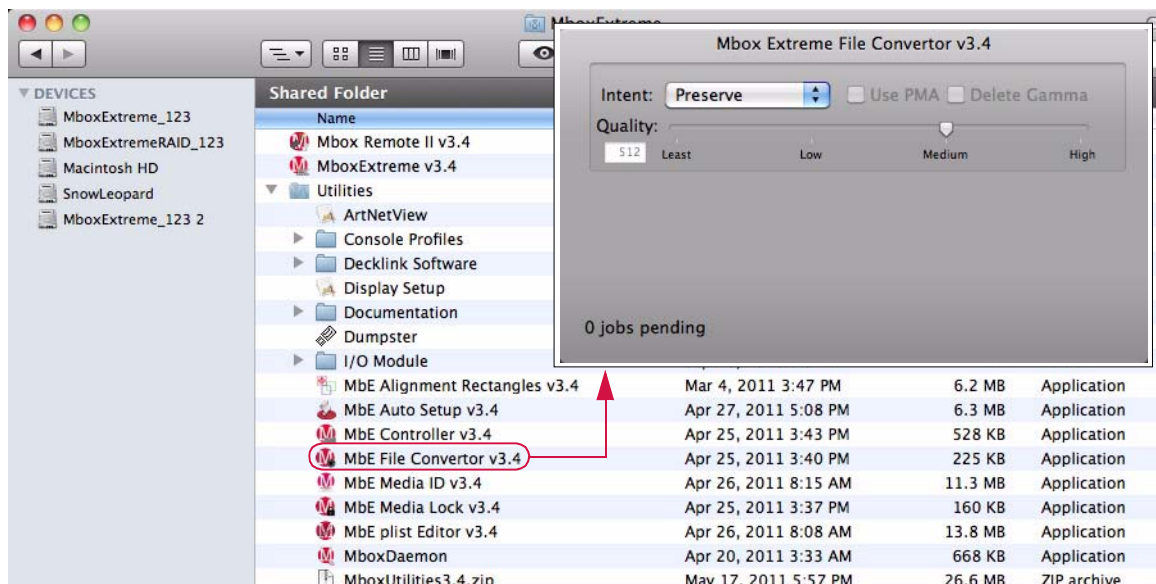 MboxExtreme
DEVICES
MboxExtreme_123
MboxExtremeRAID_123
Macintosh HD
SnowLeopard
MboxExtreme_123 2
Shared Folder
Name
Mbox Remote II v3.4
MboxExtreme v3.4
Utilities
ArtNetView
Console Profiles
Decklink Software
Display Setup
Documentation
Dumpster
I/O Module
MbE Alignment Rectangles v3.4 Mar 4, 2011 3:47 PM 6.2 MB Application
MbE Auto Setup v3.4 Apr 27, 2011 5:08 PM 6.3 MB Application
MbE Controller v3.4 Apr 25, 2011 3:43 PM 528 KB Application
MbE File Convertor v3.4 Apr 25, 2011 3:40 PM 225 KB Application
MbE Media ID v3.4 Apr 26, 2011 8:15 AM 11.3 MB Application
MbE Media Lock v3.4 Apr 25, 2011 3:37 PM 160 KB Application
MbE plist Editor v3.4 Apr 26, 2011 8:08 AM 13.8 MB Application
MboxDaemon Apr 20, 2011 3:33 AM 668 KB Application
MboxUtilities3.4.zip May 17, 2011 5:57 PM 26.6 MB ZIP archive
Mbox Extreme File Convertor v3.4
Intent: Preserve Use PMA Delete Gamma
Quality:
512 Least Low Medium High
0 jobs pending